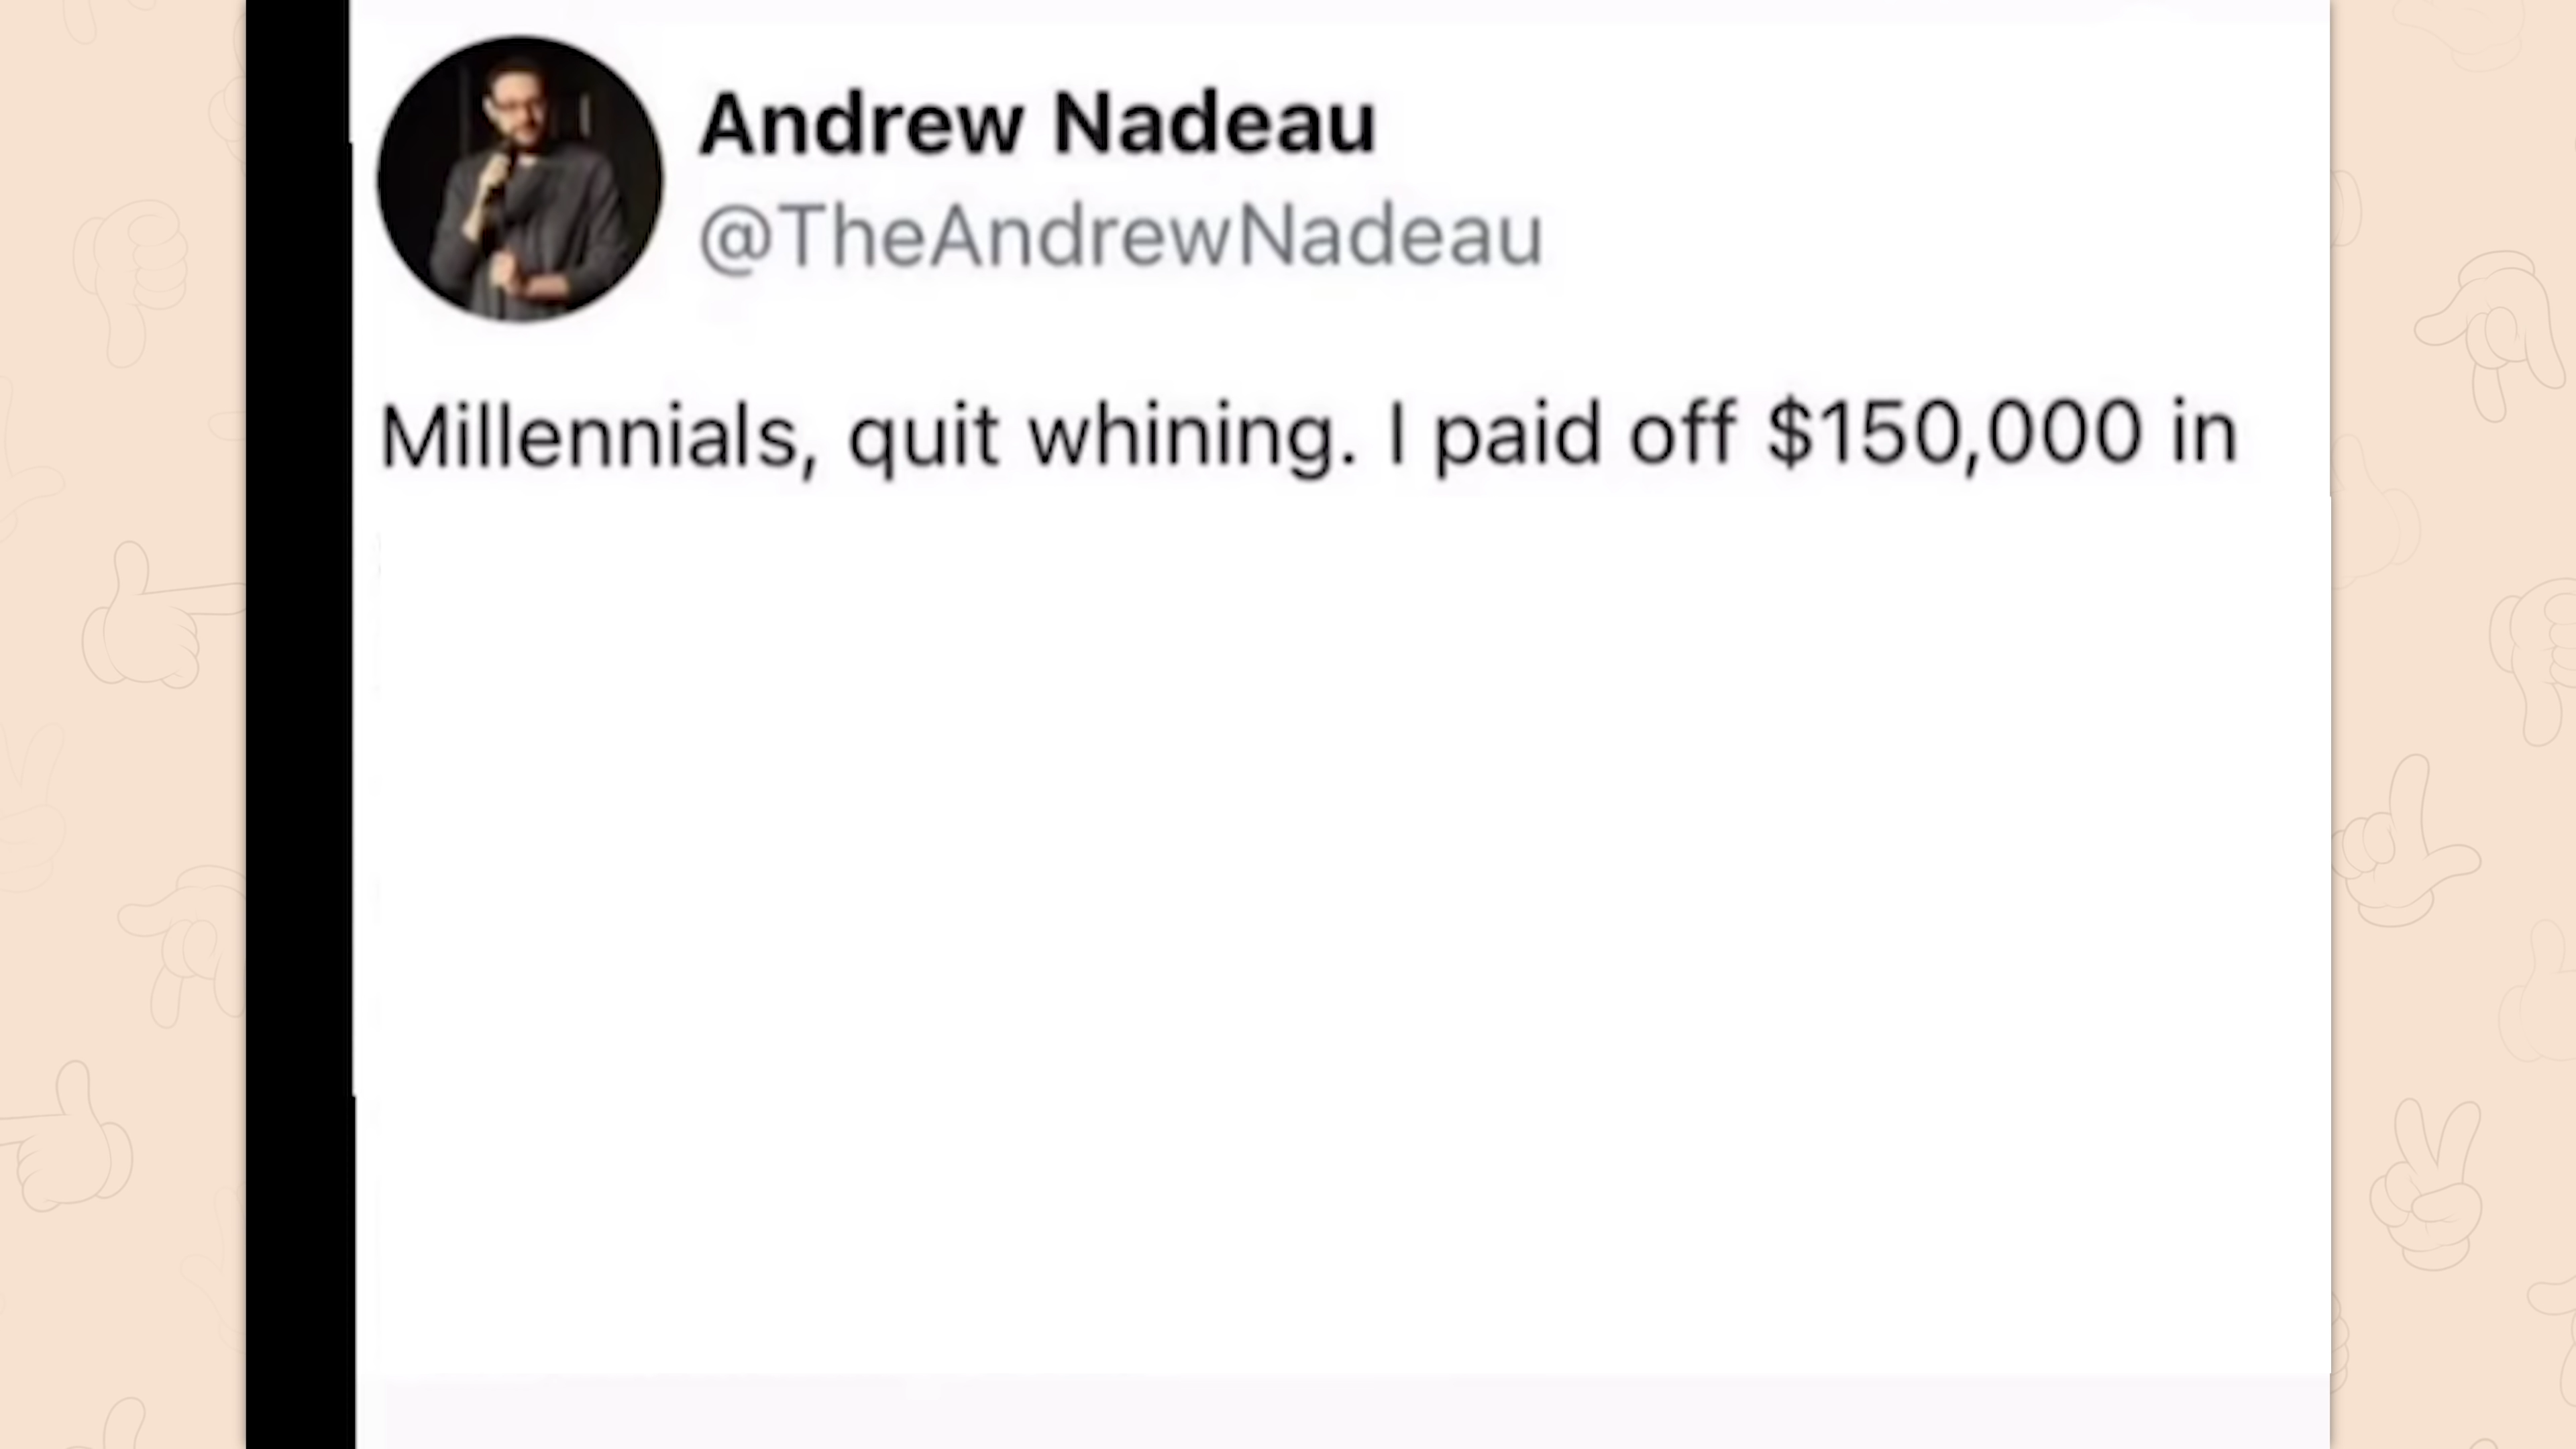 Andrew Nadeau
@TheAndrewNadeau
Millennials, quit whining. I paid off $150,000 in